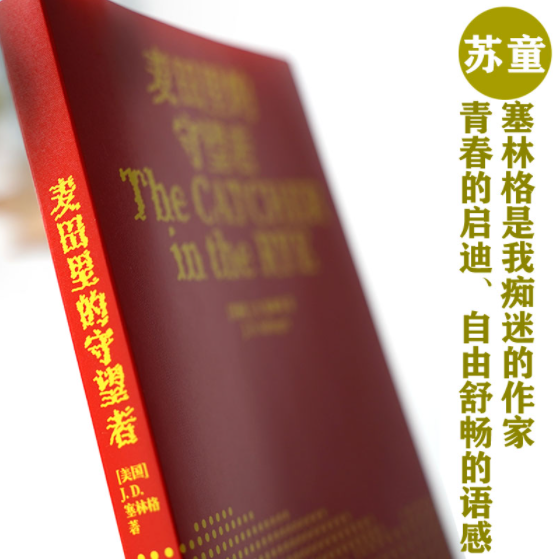 苏童
塞林格是我痴迷的作家
青春的启迪、自由舒畅的语感
麦田里的守望者
The CATCHER
in the RYE
麦田里的
守望者
[美国]
J. D.
塞林格
著